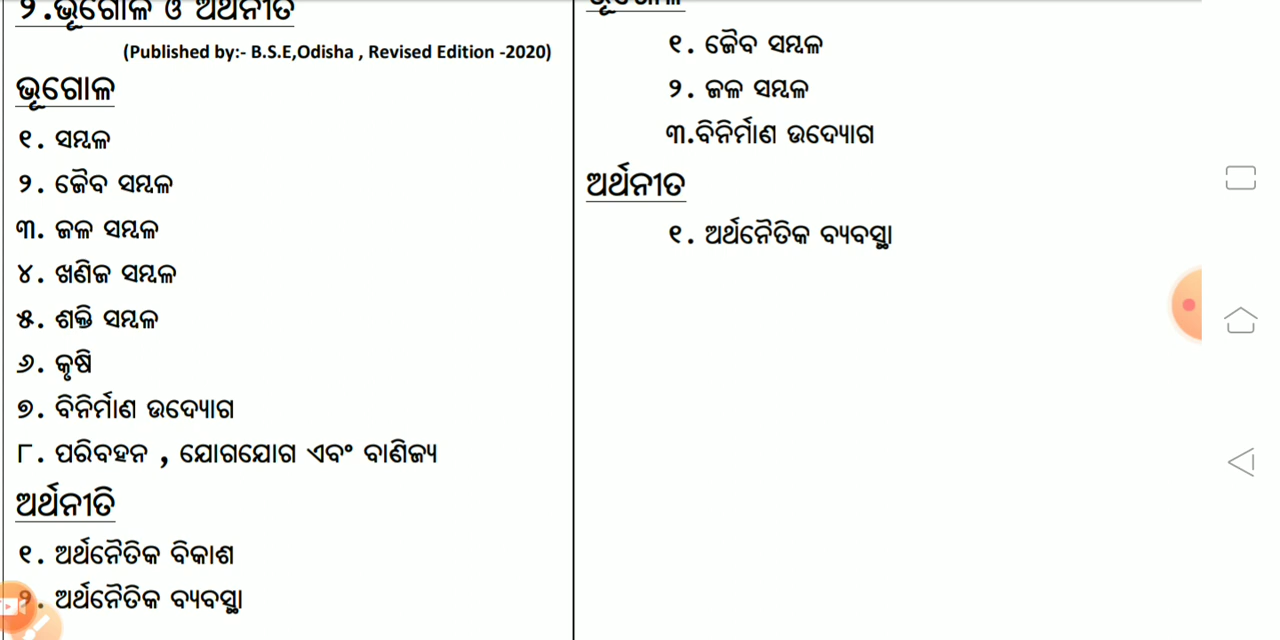 ୨.ଭୂଗୋଳ ଓ ଅର୍ଥନୀତି
(Published by:- B.S.E,Odisha , Revised Edition -2020)
ଭୂଗୋଳ
୧. ସମ୍ବଳ
୨. ଜୈବ ସମ୍ବଳ
୩. ଜଳ ସମ୍ବଳ
୪. ଖଣିଜ ସମ୍ବଳ
୫. ଶକ୍ତି ସମ୍ବଳ
୬. କୃଷି
୭. ବିନିର୍ମାଣ ଉଦ୍ୟୋଗ
୮. ପରିବହନ , ଯୋଗଯୋଗ ଏବଂ ବାଣିଜ୍ୟ
ଅର୍ଥନୀତି
୧. ଅର୍ଥନୈତିକ ବିକାଶ
୨. ଅର୍ଥନୈତିକ ବ୍ୟବସ୍ଥା
ଭୂଗୋଳ
୧. ଜୈବ ସମ୍ବଳ
୨. ଜଳ ସମ୍ବଳ
୩.ବିନିର୍ମାଣ ଉଦ୍ୟୋଗ
ଅର୍ଥନୀତ
୧. ଅର୍ଥନୈତିକ ବ୍ୟବସ୍ଥା